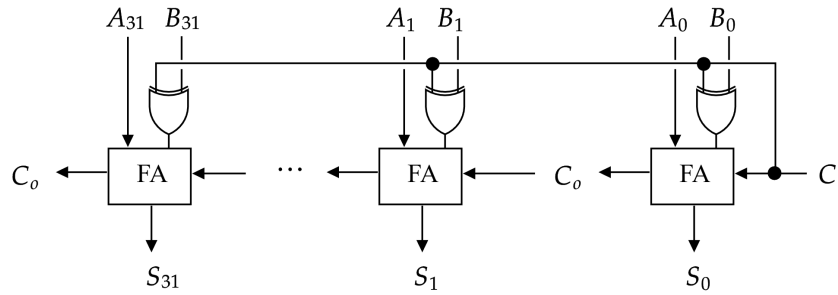 A₃₁ B₃₁ A₁ B₁ A₀ B₀
Cₒ FA ⋯ FA Cₒ FA C
S₃₁ S₁ S₀